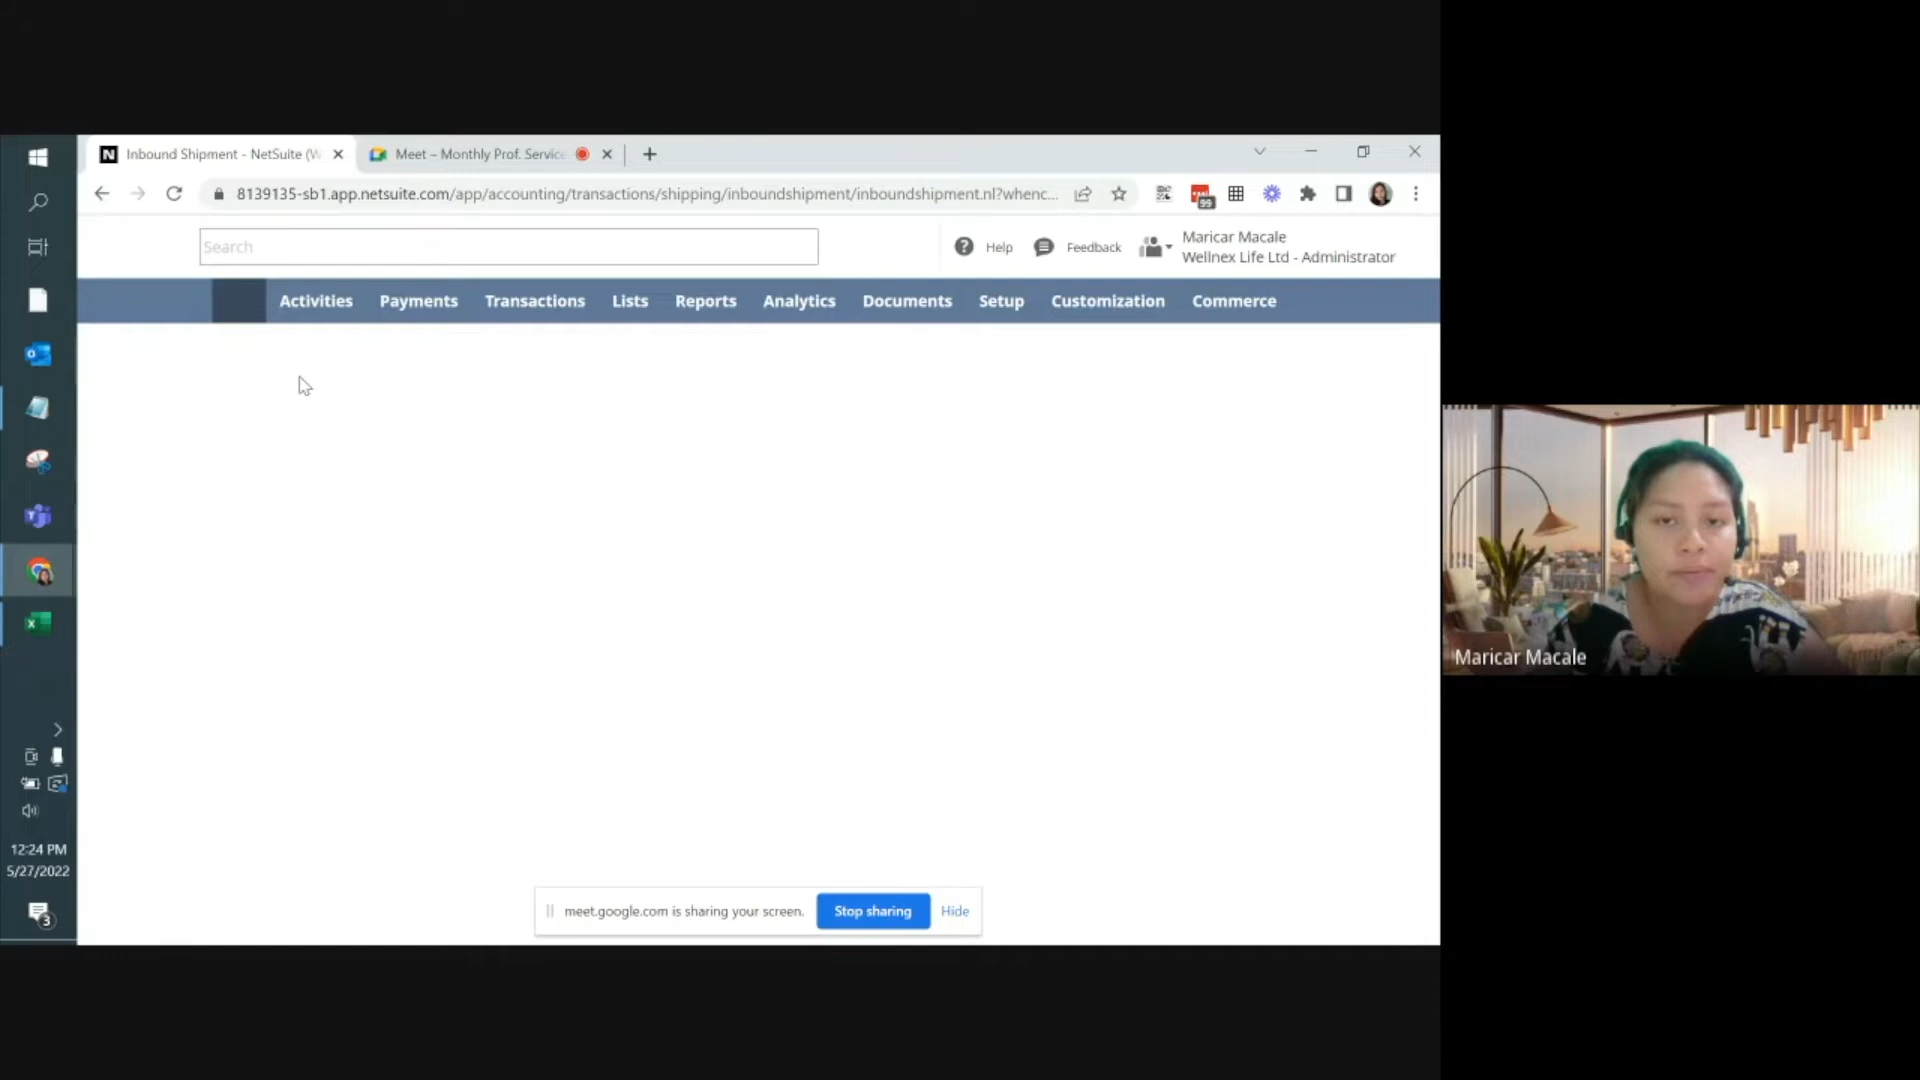 Inbound Shipment - NetSuite (W
Meet – Monthly Prof. Service
8139135-sb1.app.netsuite.com/app/accounting/transactions/shipping/inboundshipment/inboundshipment.nl?whenc...
99
Search
Help
Feedback
Maricar Macale
Wellnex Life Ltd - Administrator
Activities
Payments
Transactions
Lists
Reports
Analytics
Documents
Setup
Customization
Commerce
Maricar Macale
12:24 PM
5/27/2022
3
meet.google.com is sharing your screen.
Stop sharing
Hide